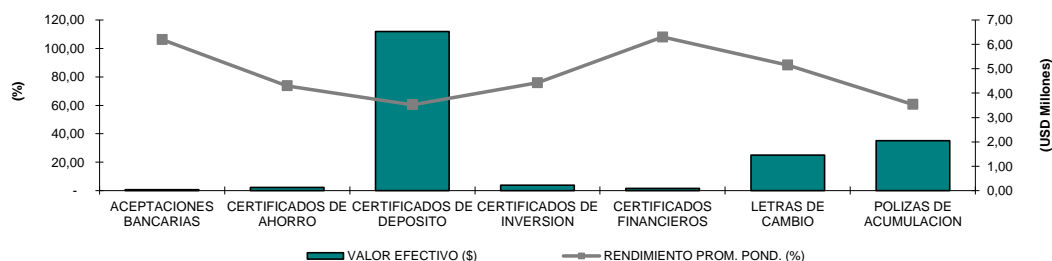 120,00
100,00
80,00
60,00
40,00
20,00
-
(%)
7,00
6,00
5,00
4,00
3,00
2,00
1,00
0,00
(USD Millones)
ACEPTACIONES BANCARIAS
CERTIFICADOS DE AHORRO
CERTIFICADOS DE DEPOSITO
CERTIFICADOS DE INVERSION
CERTIFICADOS FINANCIEROS
LETRAS DE CAMBIO
POLIZAS DE ACUMULACION
VALOR EFECTIVO ($)
RENDIMIENTO PROM. POND. (%)